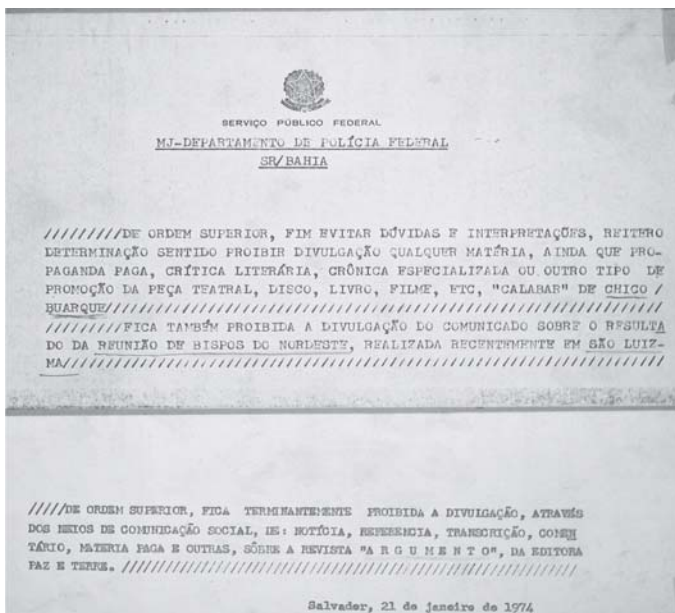 SERVIÇO PÚBLICO FEDERAL
MJ-DEPARTAMENTO DE POLÍCIA FEDERAL
SR/BAHIA
/////////DE ORDEM SUPERIOR, FIM EVITAR DÚVIDAS E INTERPRETAÇÕES, REITERO
DETERMINAÇÃO SENTIDO PROIBIR DIVULGAÇÃO QUALQUER MATÉRIA, AINDA QUE PRO-
PAGANDA PAGA, CRÍTICA LITERÁRIA, CRÔNICA ESPECIALIZADA OU OUTRO TIPO DE
PROMOÇÃO DA PEÇA TEATRAL, DISCO, LIVRO, FILME, ETC, "CALABAR" DE CHICO /
BUARQUE//////////////////////////////////////////////////////////////
/////////FICA TAMBÉM PROIBIDA A DIVULGAÇÃO DO COMUNICADO SOBRE O RESULTA
DO DA REUNIÃO DE BISPOS DO NORDESTE, REALIZADA RECENTEMENTE EM SÃO LUIZ-
MA///////////////////////////////////////////////////////////////////
/////DE ORDEM SUPERIOR, FICA TERMINANTEMENTE PROIBIDA A DIVULGAÇÃO, ATRAVÉS
DOS MEIOS DE COMUNICAÇÃO SOCIAL, DE: NOTÍCIA, REFERENCIA, TRANSCRIÇÃO, COMEN
TÁRIO, MATERIA PAGA E OUTRAS, SÔBRE A REVISTA "A R G U M E N T O", DA EDITORA
PAZ E TERRE. ///////////////////////////////////////////////////////
Salvador, 21 de janeiro de 1974